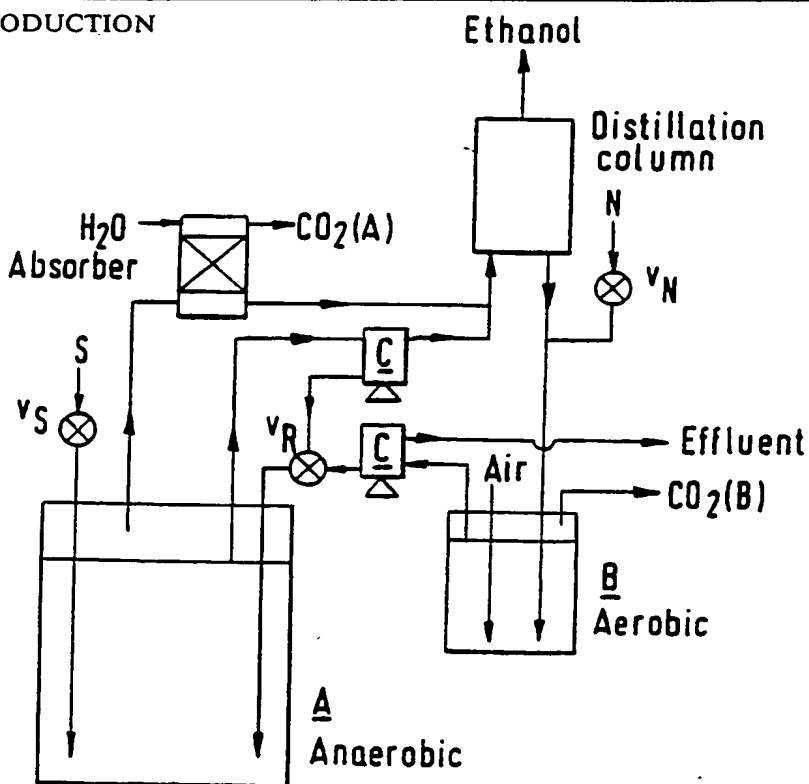 ODUCTION
Ethanol
Distillation
column
N
vN
H2O
CO2(A)
Absorber
C
S
vS
vR
C
Effluent
Air
CO2(B)
B
Aerobic
A
Anaerobic